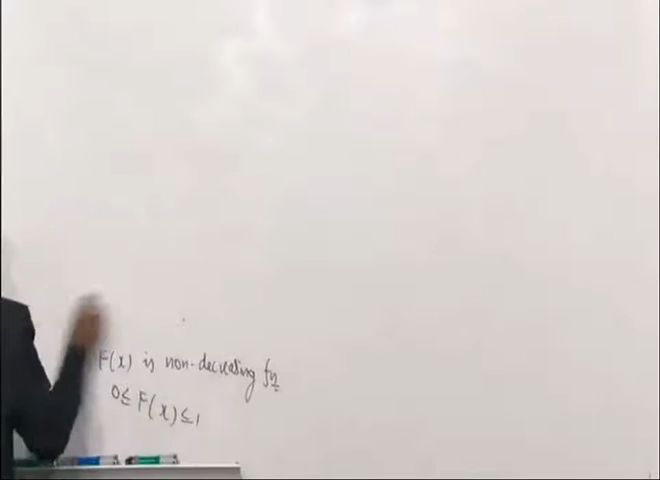 F(x) is non-decreasing fn
0≤ F(x) ≤1